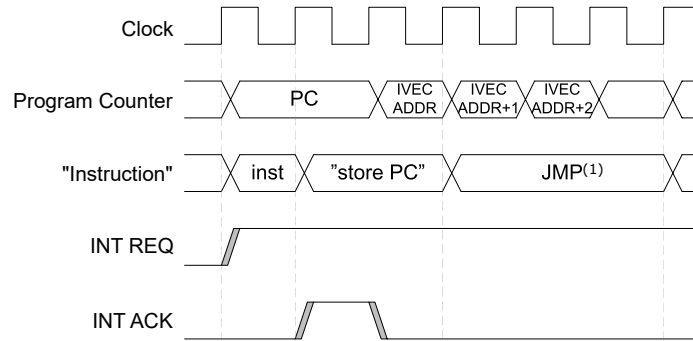 Clock
Program Counter
PC
IVEC
ADDR
IVEC
ADDR+1
IVEC
ADDR+2
"Instruction"
inst
”store PC”
JMP(1)
INT REQ
INT ACK